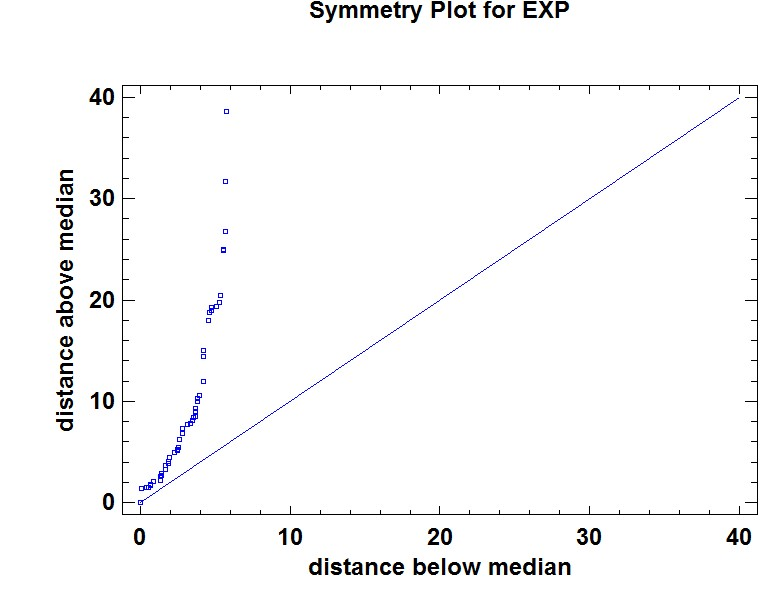 Symmetry Plot for EXP
40
30
20
10
0
distance above median
0 10 20 30 40
distance below median